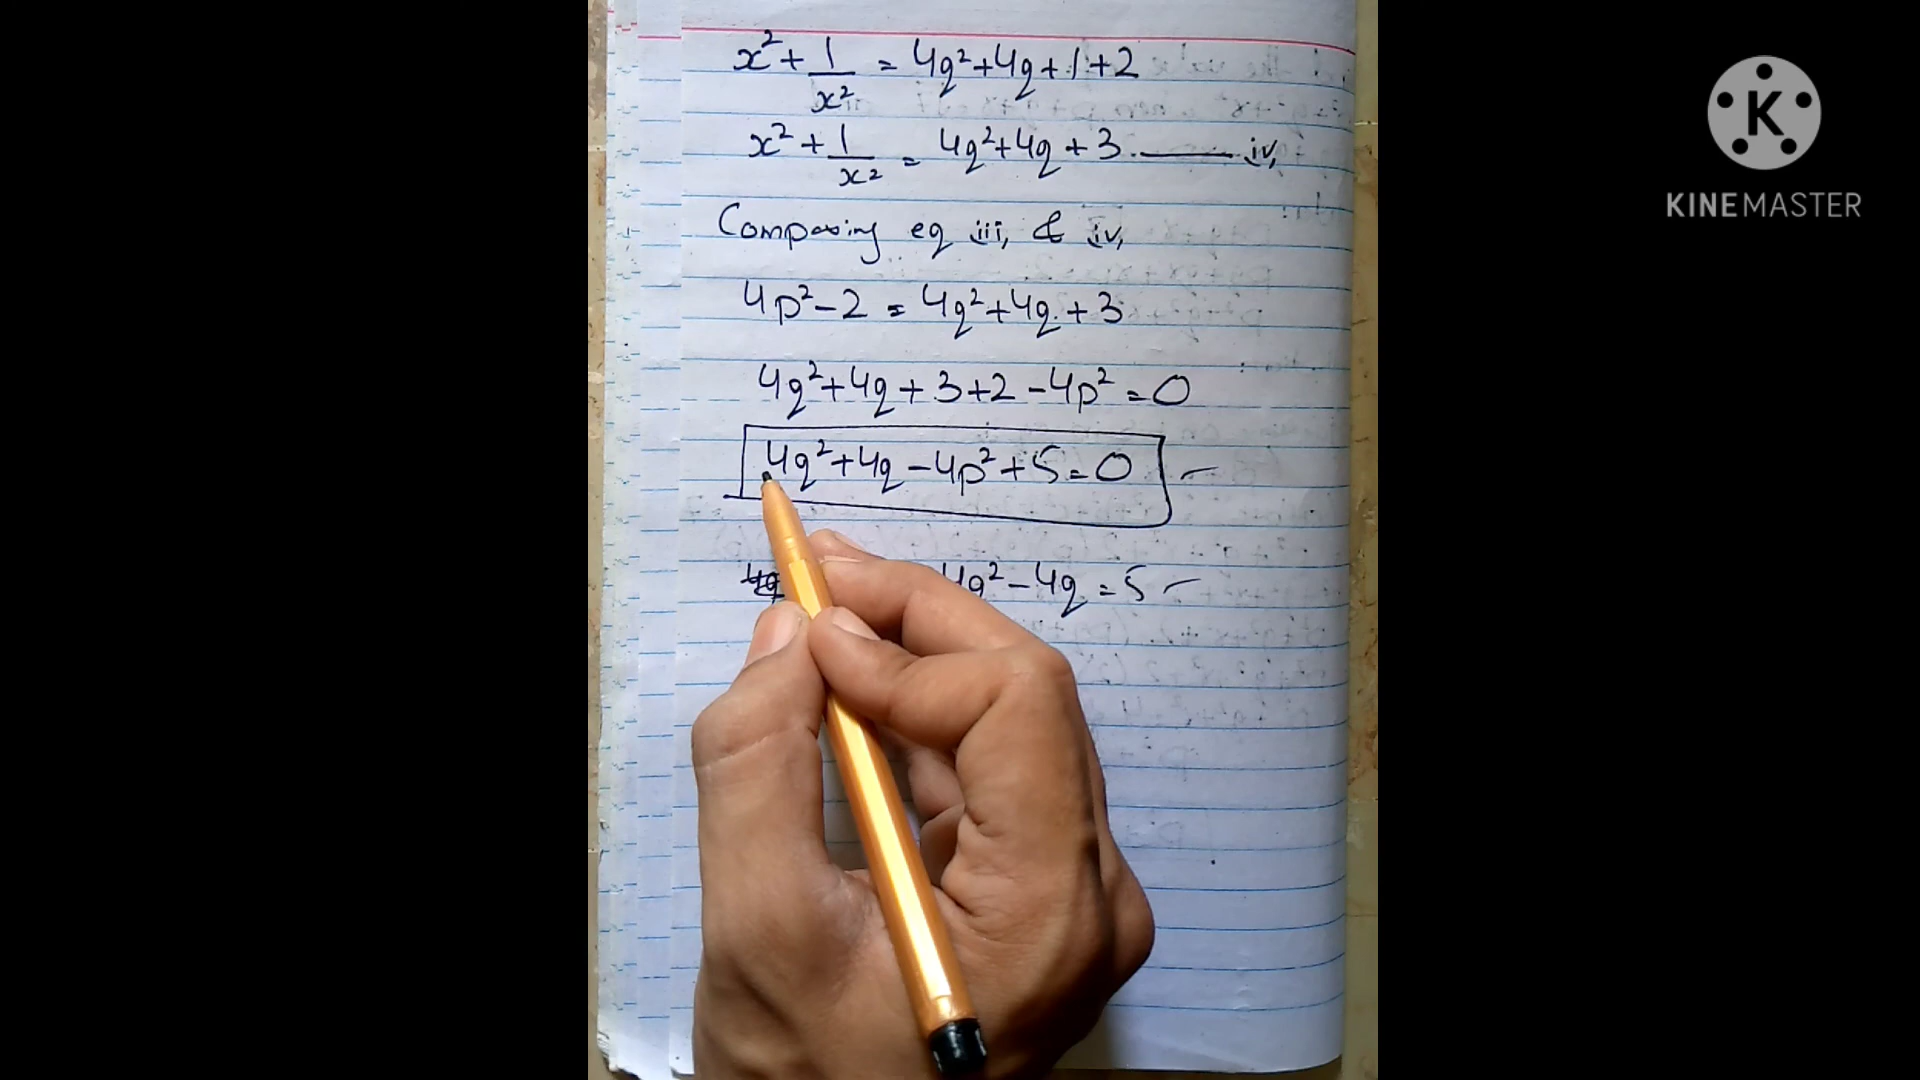 x² + 1/x² = 4q²+4q+1+2
x² + 1/x² = 4q²+4q+3 —— iv,
Comparing eq iii, & iv,
4p²-2 = 4q²+4q+3
4q²+4q+3+2-4p²=0
4q²+4q-4p²+5=0
4q²-4q=5
K
KINEMASTER